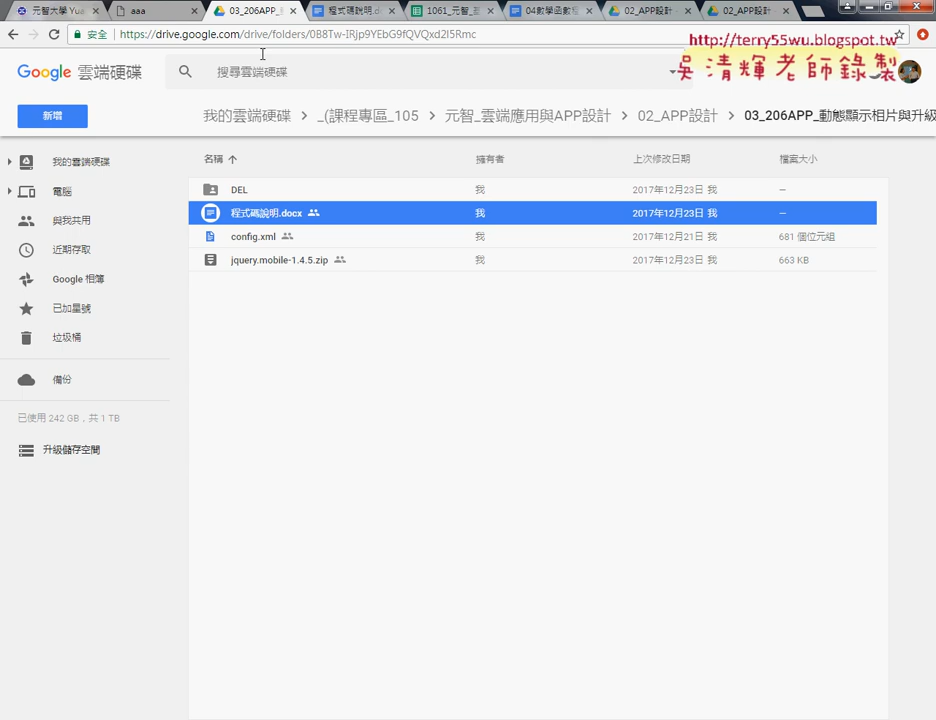 元智大學 Yua
aaa
03_206APP_
程式碼說明.d
1061_元智_
04數學函數
02_APP設計
02_APP設計
安全
https://drive.google.com/drive/folders/0B8Tw-IRjp9YEbG9fQVQxd2I5Rmc
http://terry55wu.blogspot.tw
吳清輝老師錄製
Google 雲端硬碟
搜尋雲端硬碟
新增
我的雲端硬碟
_(課程專區_105
元智_雲端應用與APP設計
02_APP設計
03_206APP_動態顯示相片與升級
我的雲端硬碟
電腦
與我共用
近期存取
Google 相簿
已加星號
垃圾桶
備份
已使用 242 GB，共 1 TB
升級儲存空間
名稱 擁有者 上次修改日期 檔案大小
DEL 我 2017年12月23日 我 –
程式碼說明.docx 我 2017年12月23日 我 –
config.xml 我 2017年12月21日 我 681 個位元組
jquery.mobile-1.4.5.zip 我 2017年12月23日 我 663 KB